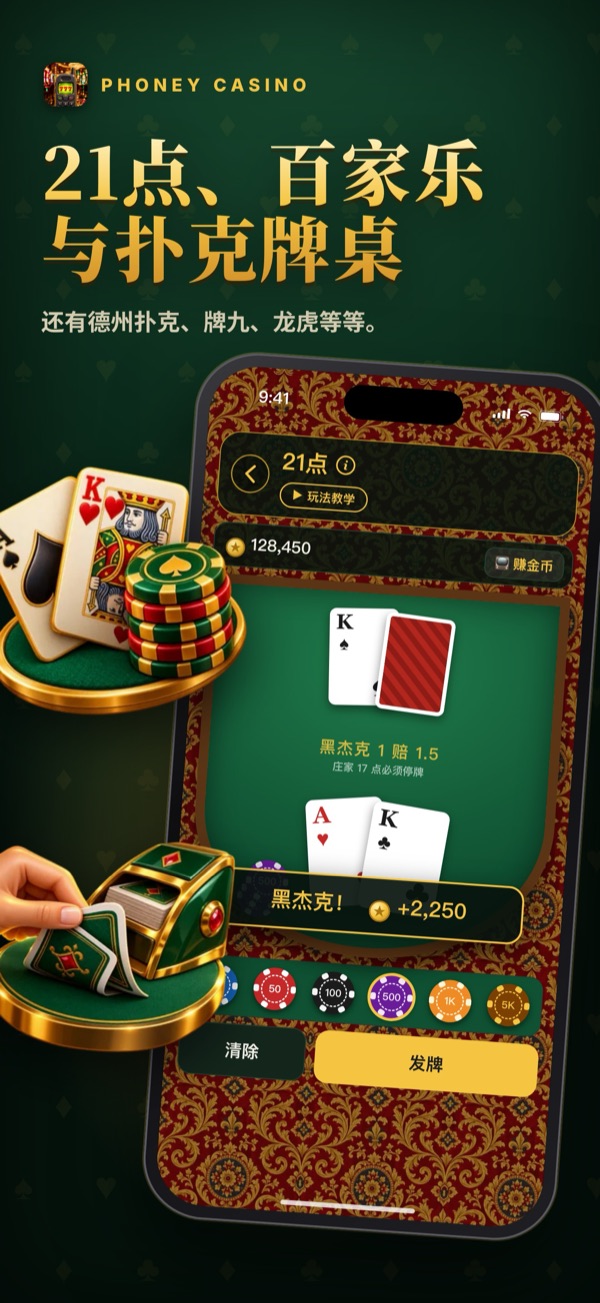 PHONEY CASINO
21点、百家乐
与扑克牌桌
还有德州扑克、牌九、龙虎等等。
9:41
21点
玩法教学
128,450
赚金币
K
K
黑杰克 1 赔 1.5
庄家 17 点必须停牌
A
K
黑杰克！
+2,250
50
100
500
1K
5K
清除
发牌